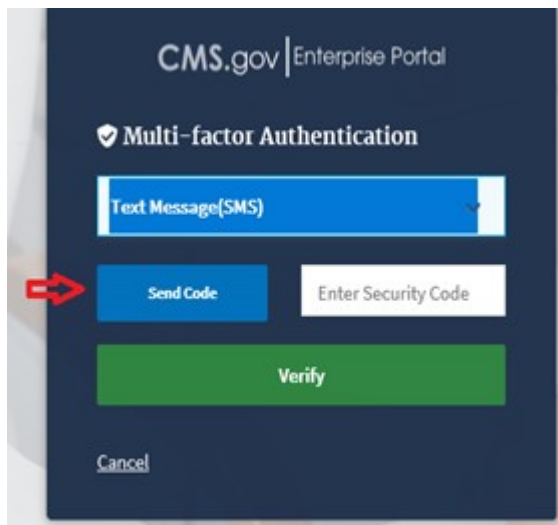 CMS.gov Enterprise Portal
Multi-factor Authentication
Text Message(SMS)
Send Code Enter Security Code
Verify
Cancel